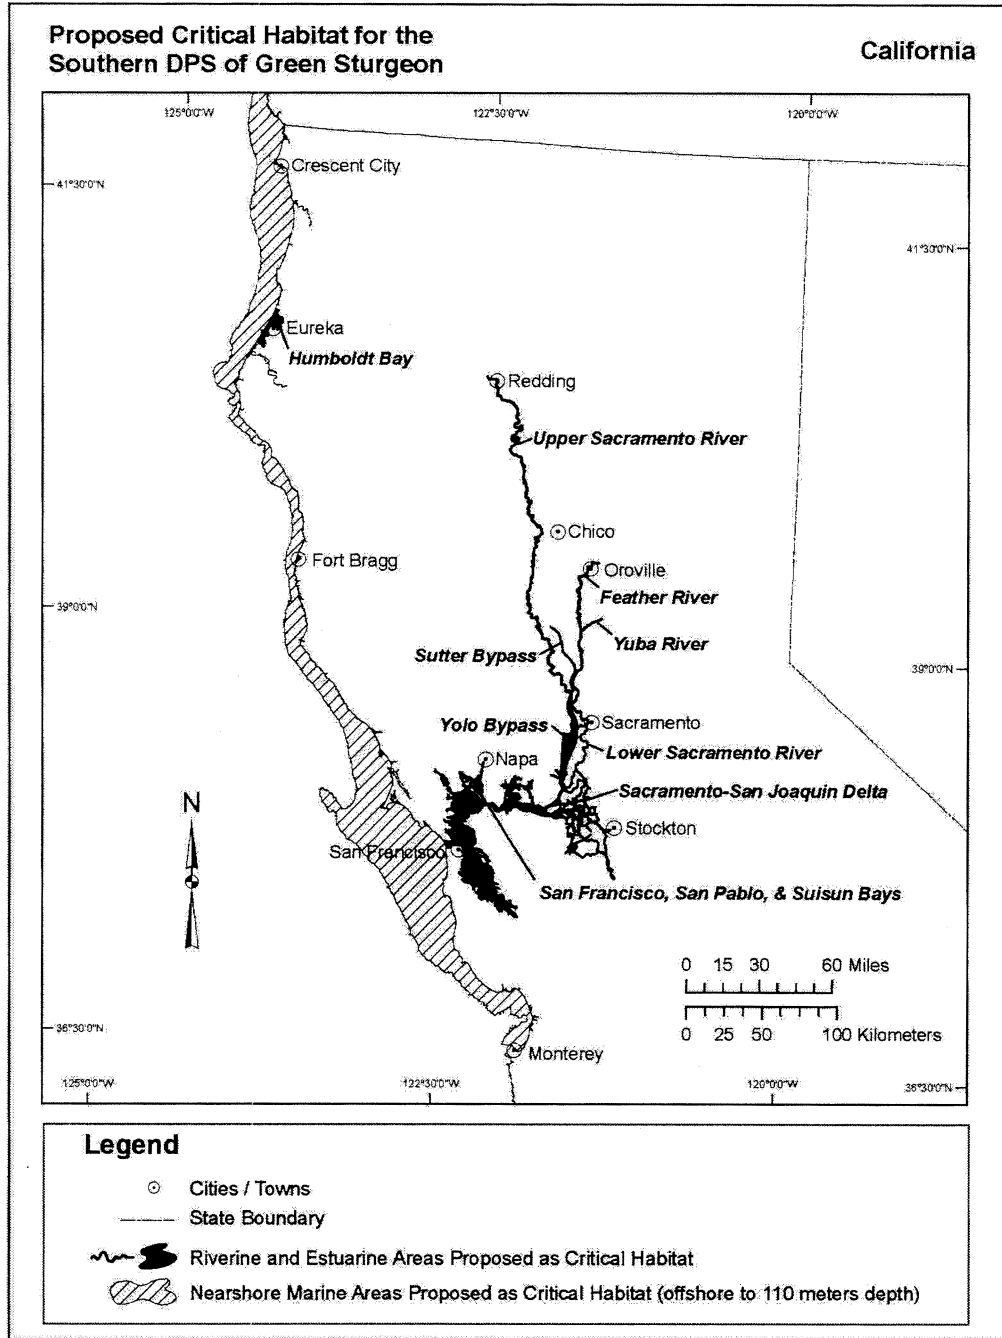 Proposed Critical Habitat for the
Southern DPS of Green Sturgeon
California
125°0'0"W
122°30'0"W
120°0'0"W
Crescent City
41°30'0"N
41°30'0"N
Eureka
Humboldt Bay
Redding
Upper Sacramento River
Chico
Fort Bragg
Oroville
Feather River
39°0'0"N
Yuba River
Sutter Bypass
39°0'0"N
Yolo Bypass
Sacramento
Lower Sacramento River
Napa
Sacramento-San Joaquin Delta
N
Stockton
San Francisco
San Francisco, San Pablo, & Suisun Bays
0 15 30 60 Miles
0 25 50 100 Kilometers
36°30'0"N
Monterey
125°0'0"W
122°30'0"W
120°0'0"W
36°30'0"N
Legend
Cities / Towns
State Boundary
Riverine and Estuarine Areas Proposed as Critical Habitat
Nearshore Marine Areas Proposed as Critical Habitat (offshore to 110 meters depth)